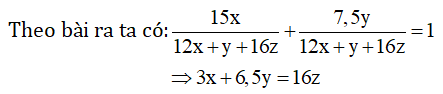 Theo bài ra ta có: 15x/(12x+y+16z) + 7,5y/(12x+y+16z) = 1
⇒ 3x + 6,5y = 16z